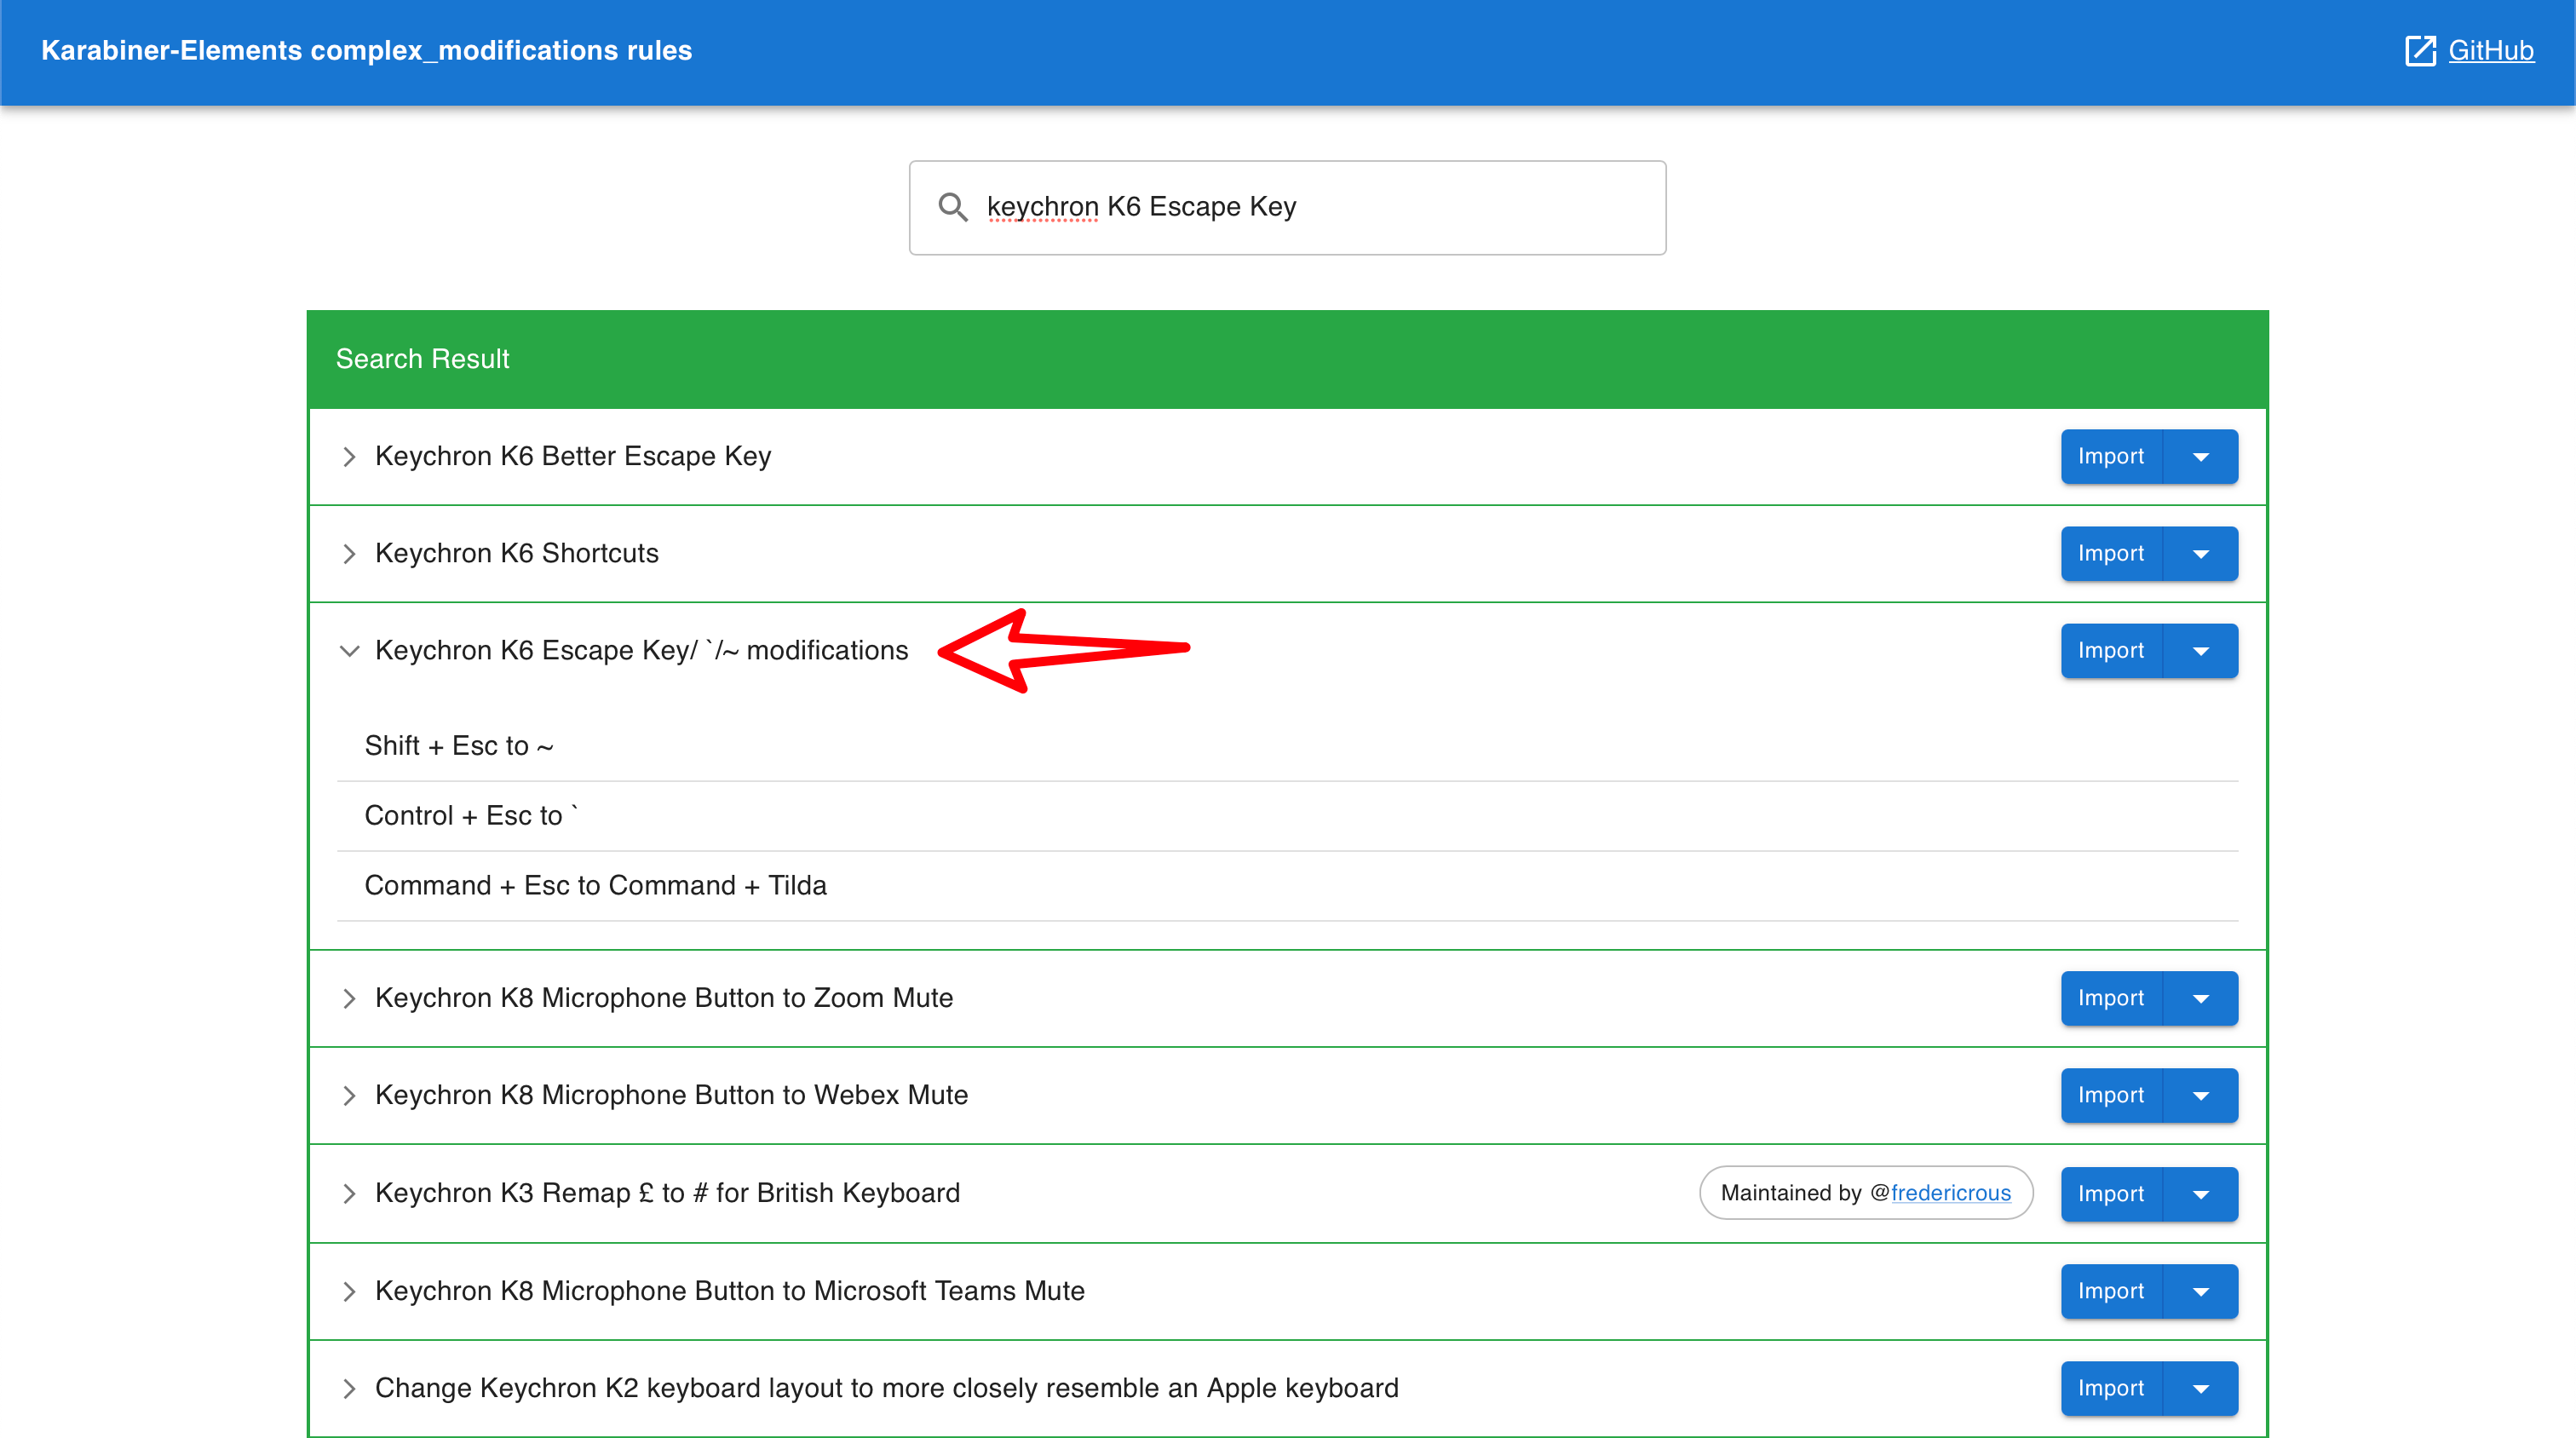 Karabiner-Elements complex_modifications rules
GitHub
keychron K6 Escape Key
Search Result
Keychron K6 Better Escape Key
Import
Keychron K6 Shortcuts
Import
Keychron K6 Escape Key/ `/~ modifications
Import
Shift + Esc to ~
Control + Esc to `
Command + Esc to Command + Tilda
Keychron K8 Microphone Button to Zoom Mute
Import
Keychron K8 Microphone Button to Webex Mute
Import
Keychron K3 Remap £ to # for British Keyboard
Maintained by @fredericrous
Import
Keychron K8 Microphone Button to Microsoft Teams Mute
Import
Change Keychron K2 keyboard layout to more closely resemble an Apple keyboard
Import